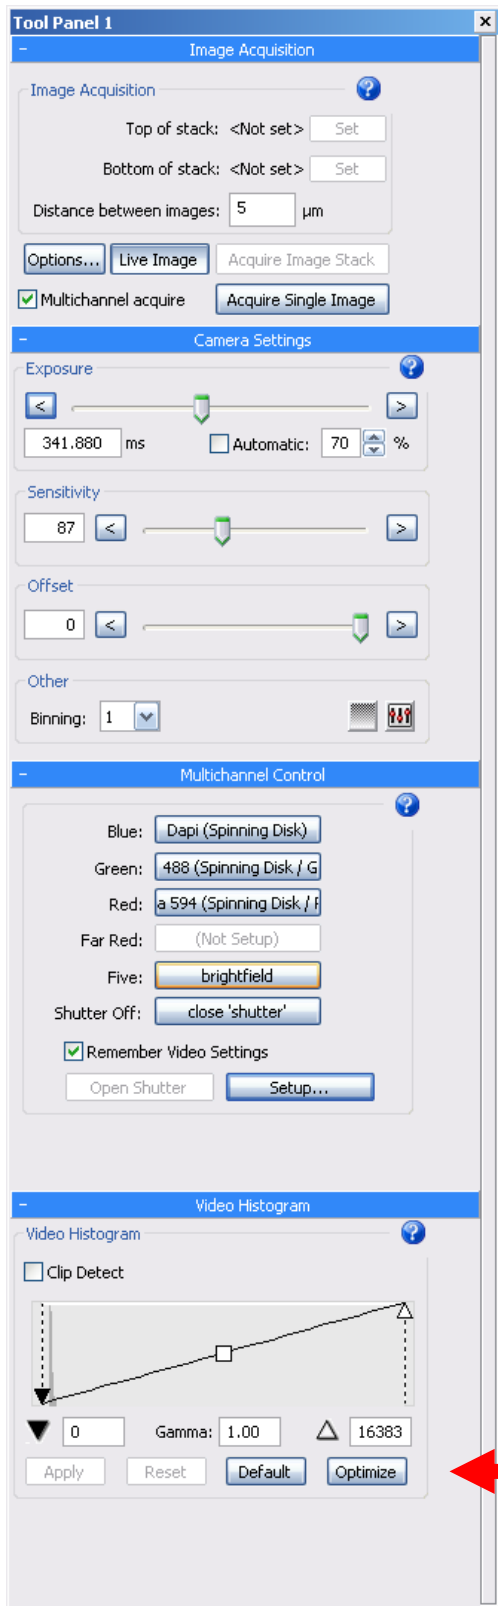 Tool Panel 1
Image Acquisition
Image Acquisition
Top of stack: <Not set> Set
Bottom of stack: <Not set> Set
Distance between images: 5 µm
Options... Live Image Acquire Image Stack
Multichannel acquire Acquire Single Image
Camera Settings
Exposure
< >
341.880 ms Automatic: 70 %
Sensitivity
87 < >
Offset
0 < >
Other
Binning: 1
Multichannel Control
Blue: Dapi (Spinning Disk)
Green: 488 (Spinning Disk / G
Red: a 594 (Spinning Disk / F
Far Red: (Not Setup)
Five: brightfield
Shutter Off: close 'shutter'
Remember Video Settings
Open Shutter Setup...
Video Histogram
Video Histogram
Clip Detect
0 Gamma: 1.00 16383
Apply Reset Default Optimize